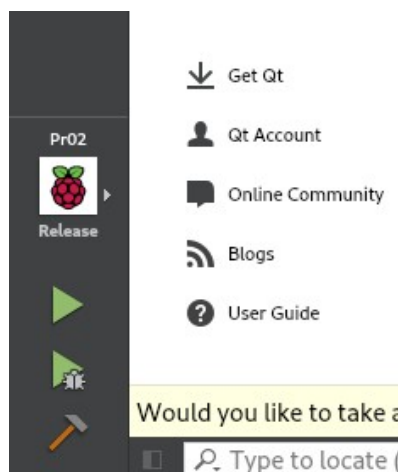 Get Qt
Pr02
Qt Account
Online Community
Release
Blogs
User Guide
Would you like to take a
Type to locate (